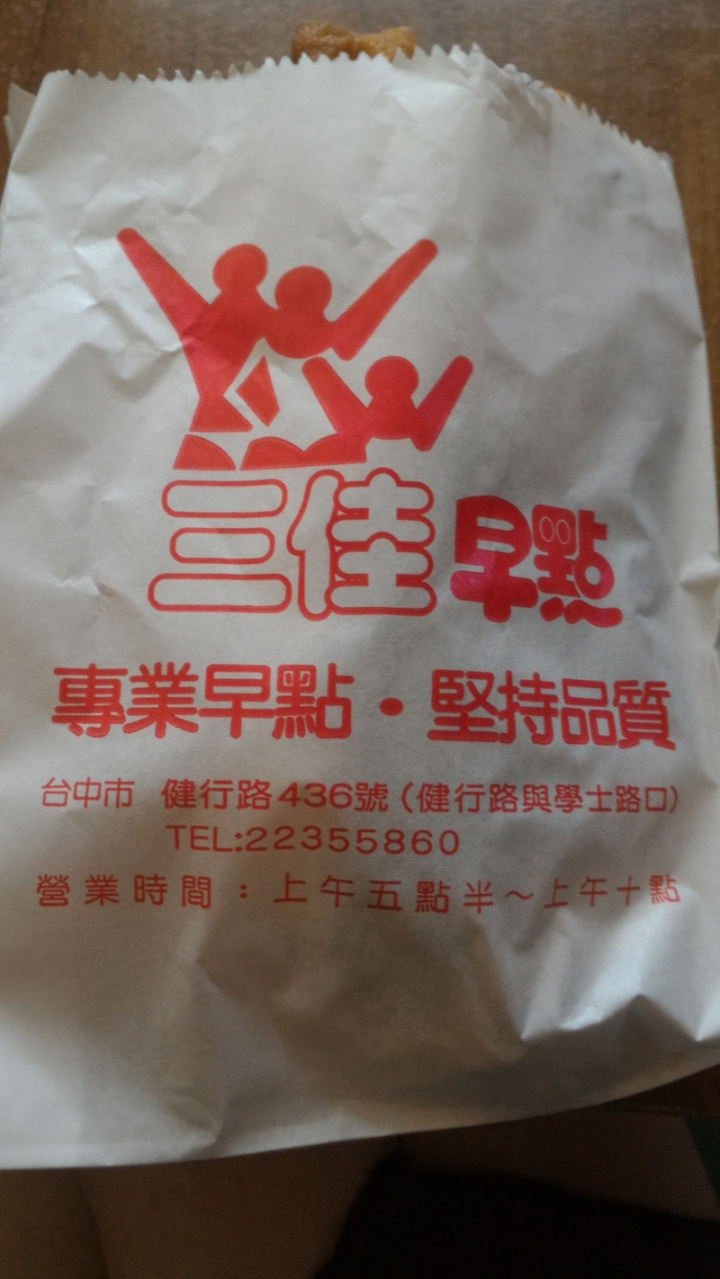 三佳早點
專業早點・堅持品質
台中市 健行路436號（健行路與學士路口）
TEL:22355860
營業時間：上午五點半～上午十點